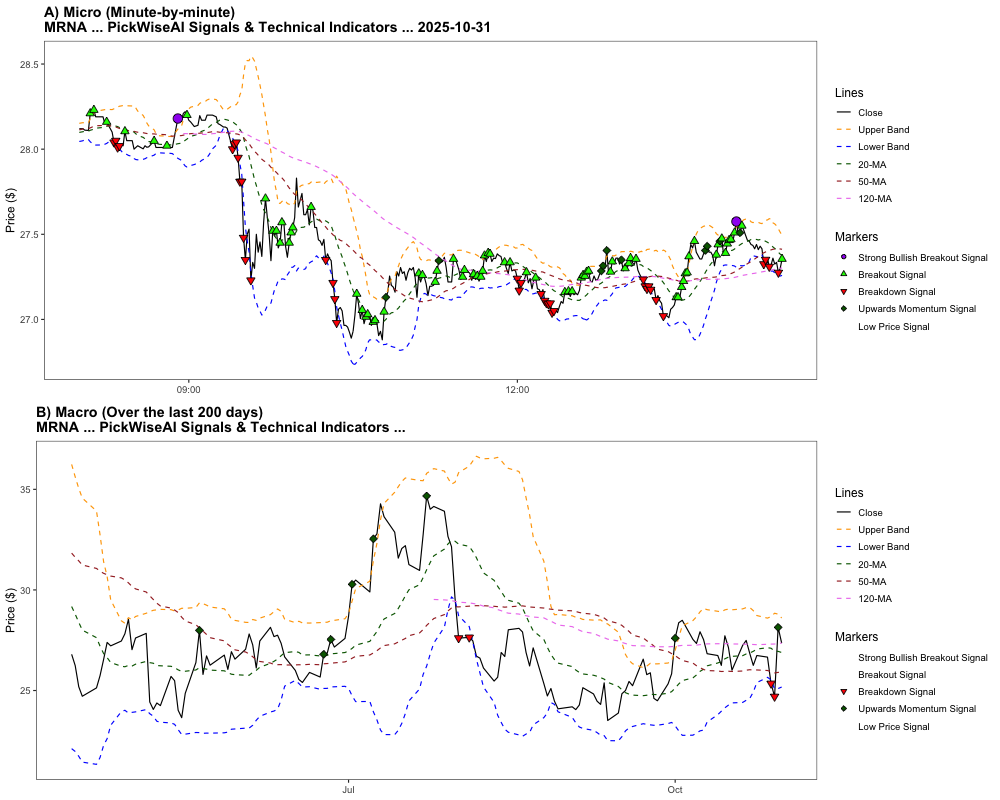 A) Micro (Minute-by-minute)
MRNA ... PickWiseAI Signals & Technical Indicators ... 2025-10-31
28.5
28.0
27.5
27.0
Price ($)
09:00
12:00
Lines
Close
Upper Band
Lower Band
20-MA
50-MA
120-MA
Markers
Strong Bullish Breakout Signal
Breakout Signal
Breakdown Signal
Upwards Momentum Signal
Low Price Signal
B) Macro (Over the last 200 days)
MRNA ... PickWiseAI Signals & Technical Indicators ...
35
30
25
Price ($)
Jul
Oct
Lines
Close
Upper Band
Lower Band
20-MA
50-MA
120-MA
Markers
Strong Bullish Breakout Signal
Breakout Signal
Breakdown Signal
Upwards Momentum Signal
Low Price Signal